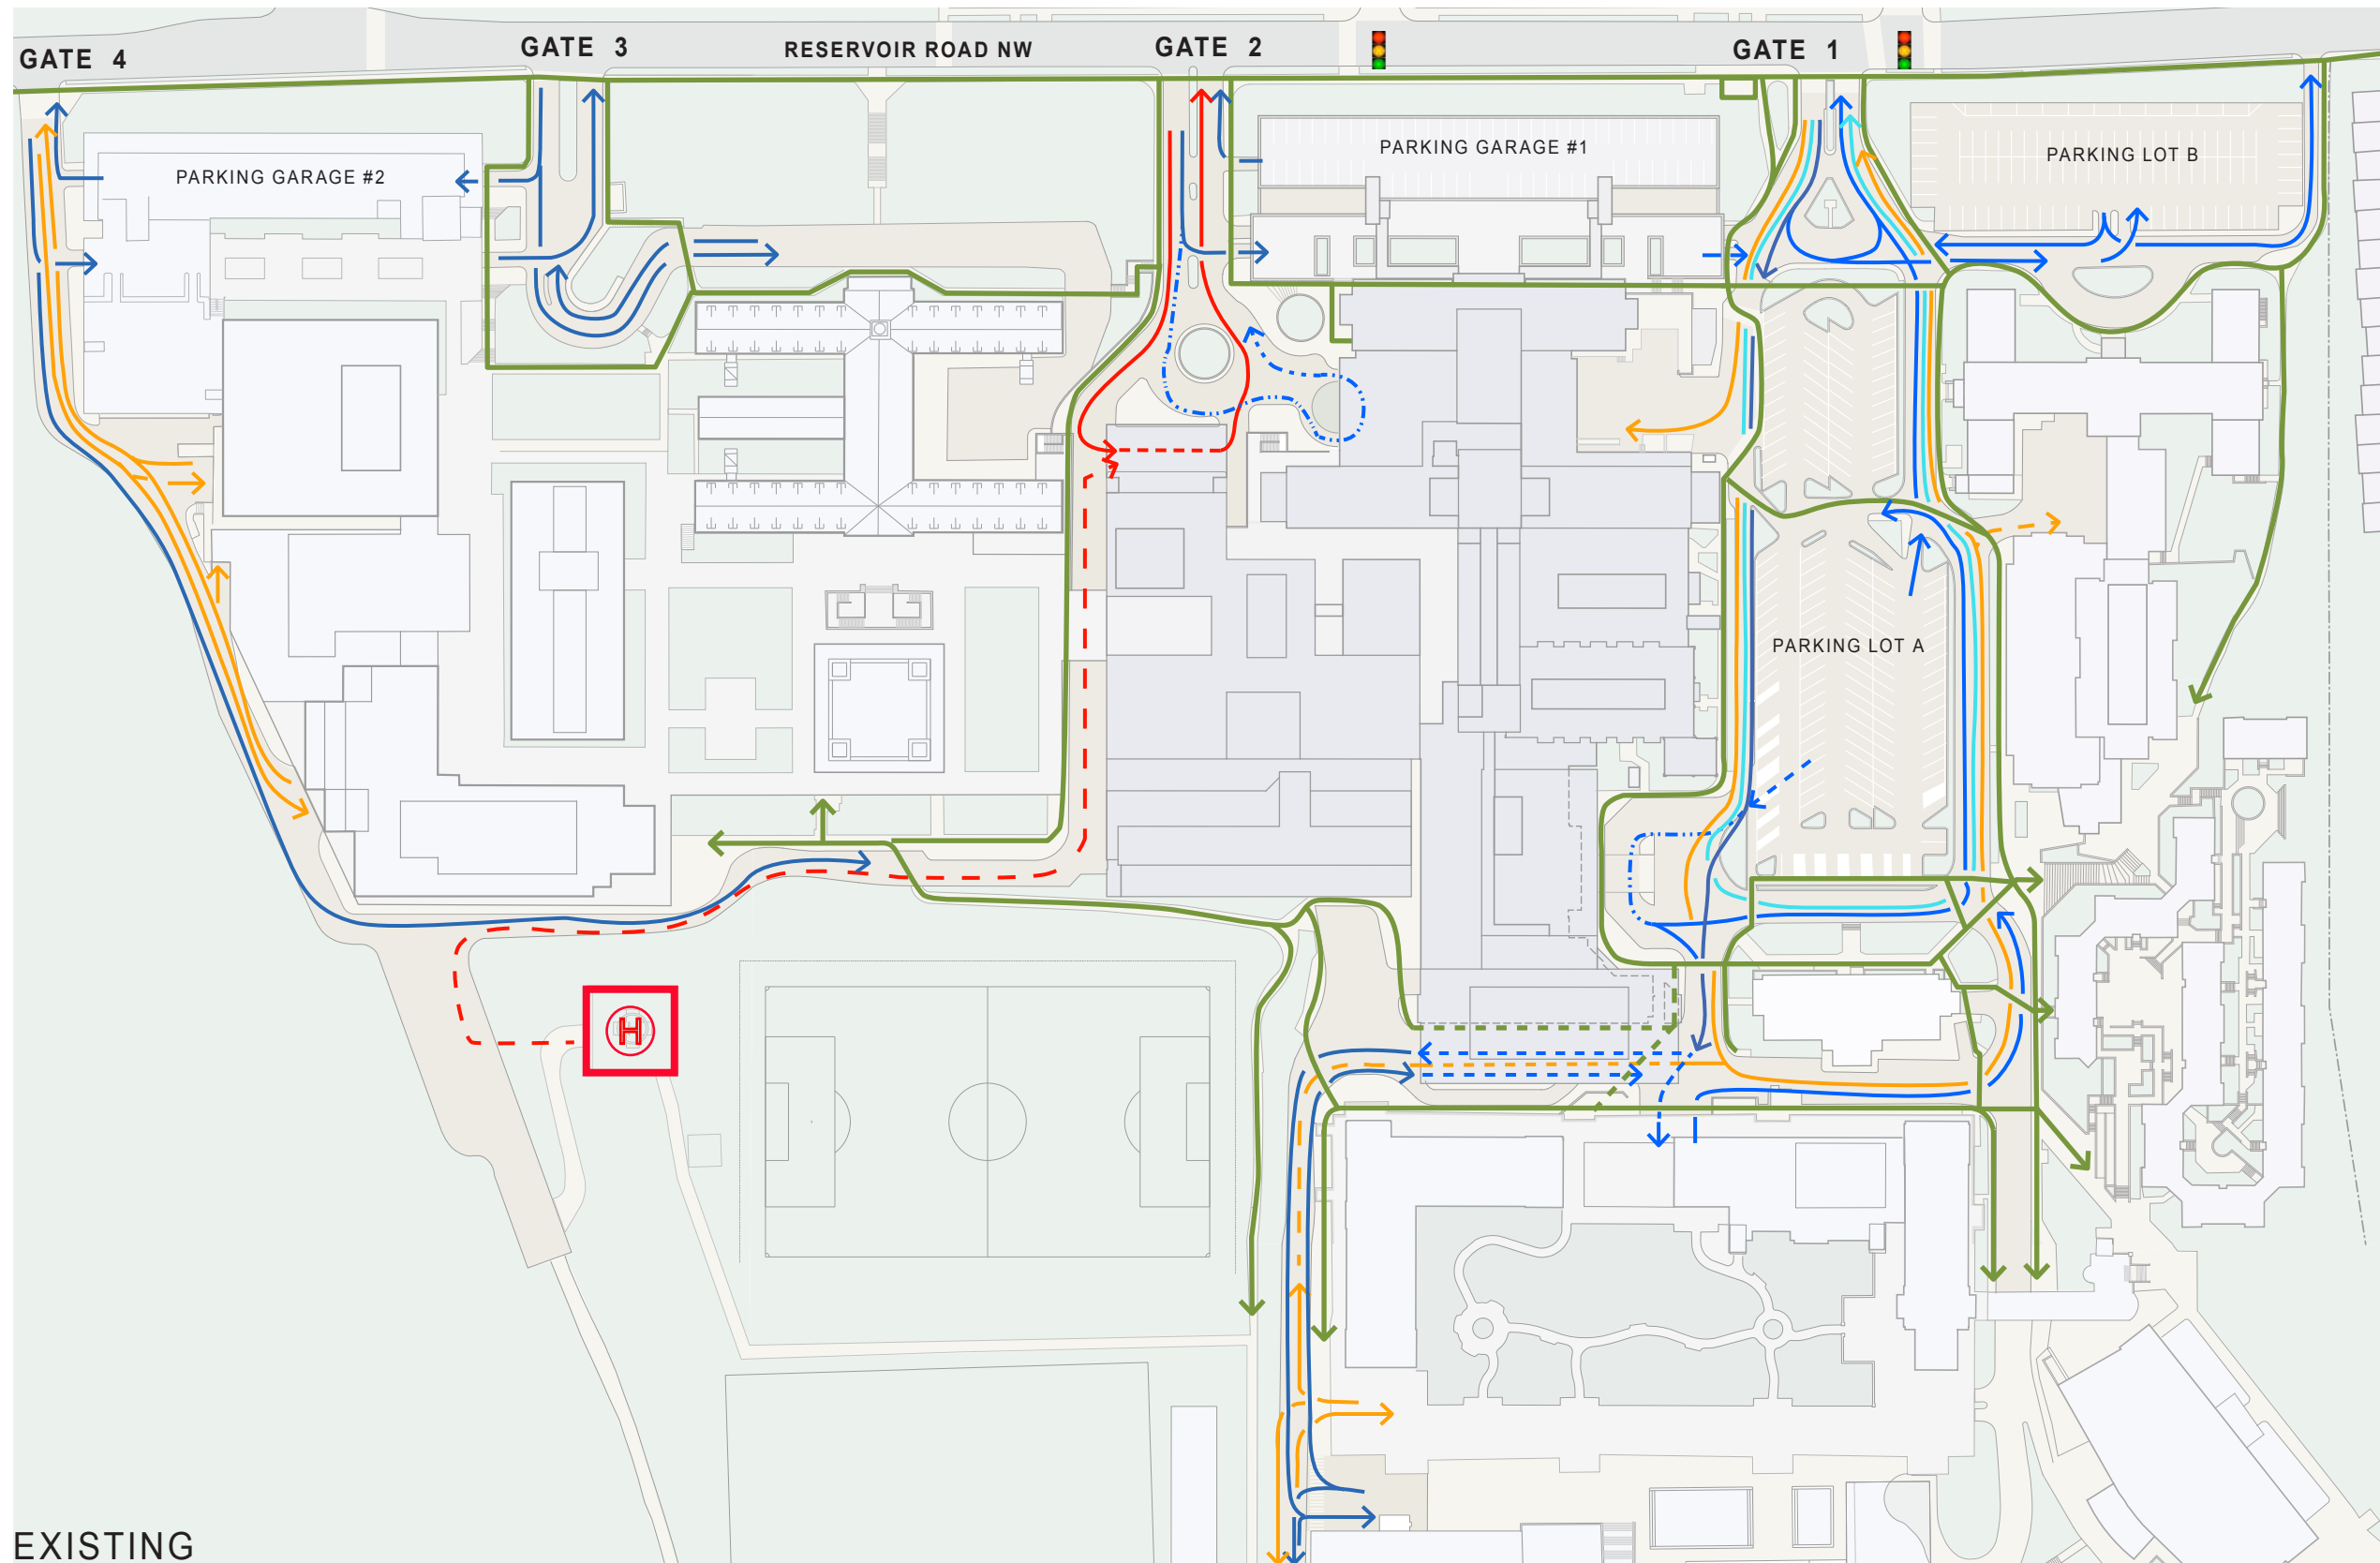 GATE 4
GATE 3
RESERVOIR ROAD NW
GATE 2
GATE 1
PARKING GARAGE #2
PARKING GARAGE #1
PARKING LOT B
PARKING LOT A
H
EXISTING